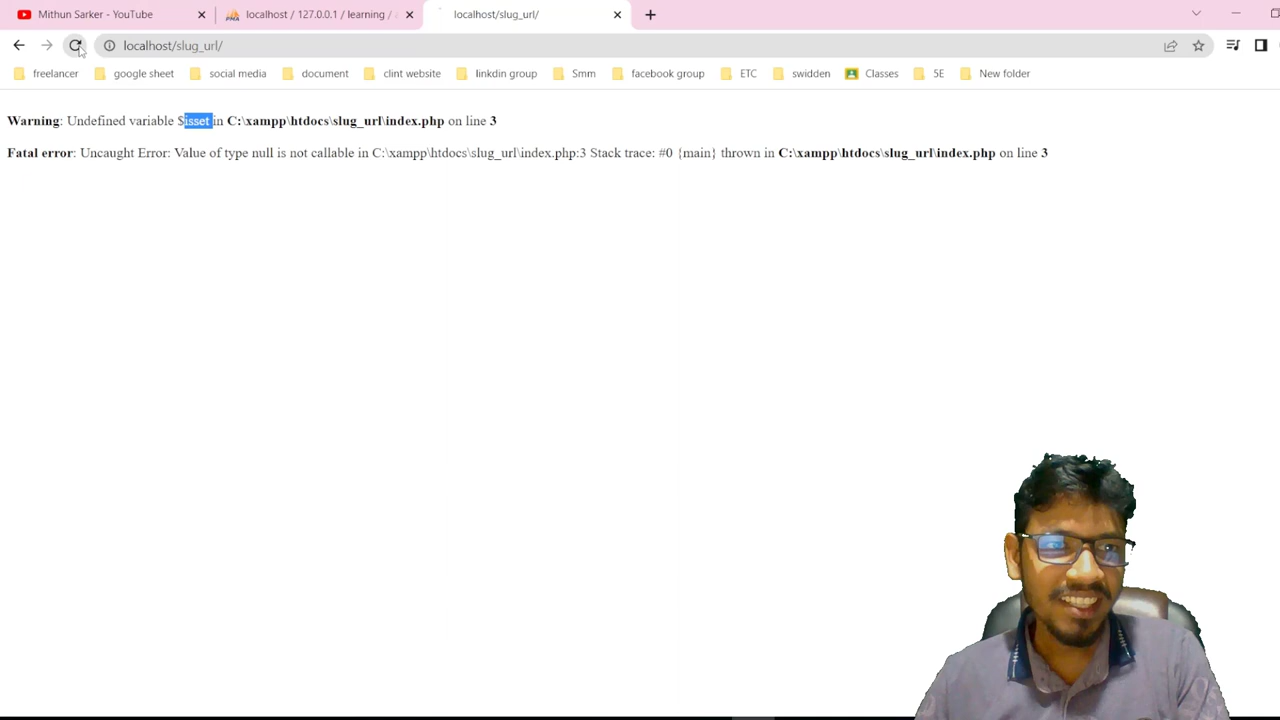 Mithun Sarker - YouTube
localhost / 127.0.0.1 / learning /
localhost/slug_url/
localhost/slug_url/
freelancer google sheet social media document clint website linkdin group Smm facebook group ETC swidden Classes 5E New folder
Warning: Undefined variable $isset in C:\xampp\htdocs\slug_url\index.php on line 3
Fatal error: Uncaught Error: Value of type null is not callable in C:\xampp\htdocs\slug_url\index.php:3 Stack trace: #0 {main} thrown in C:\xampp\htdocs\slug_url\index.php on line 3